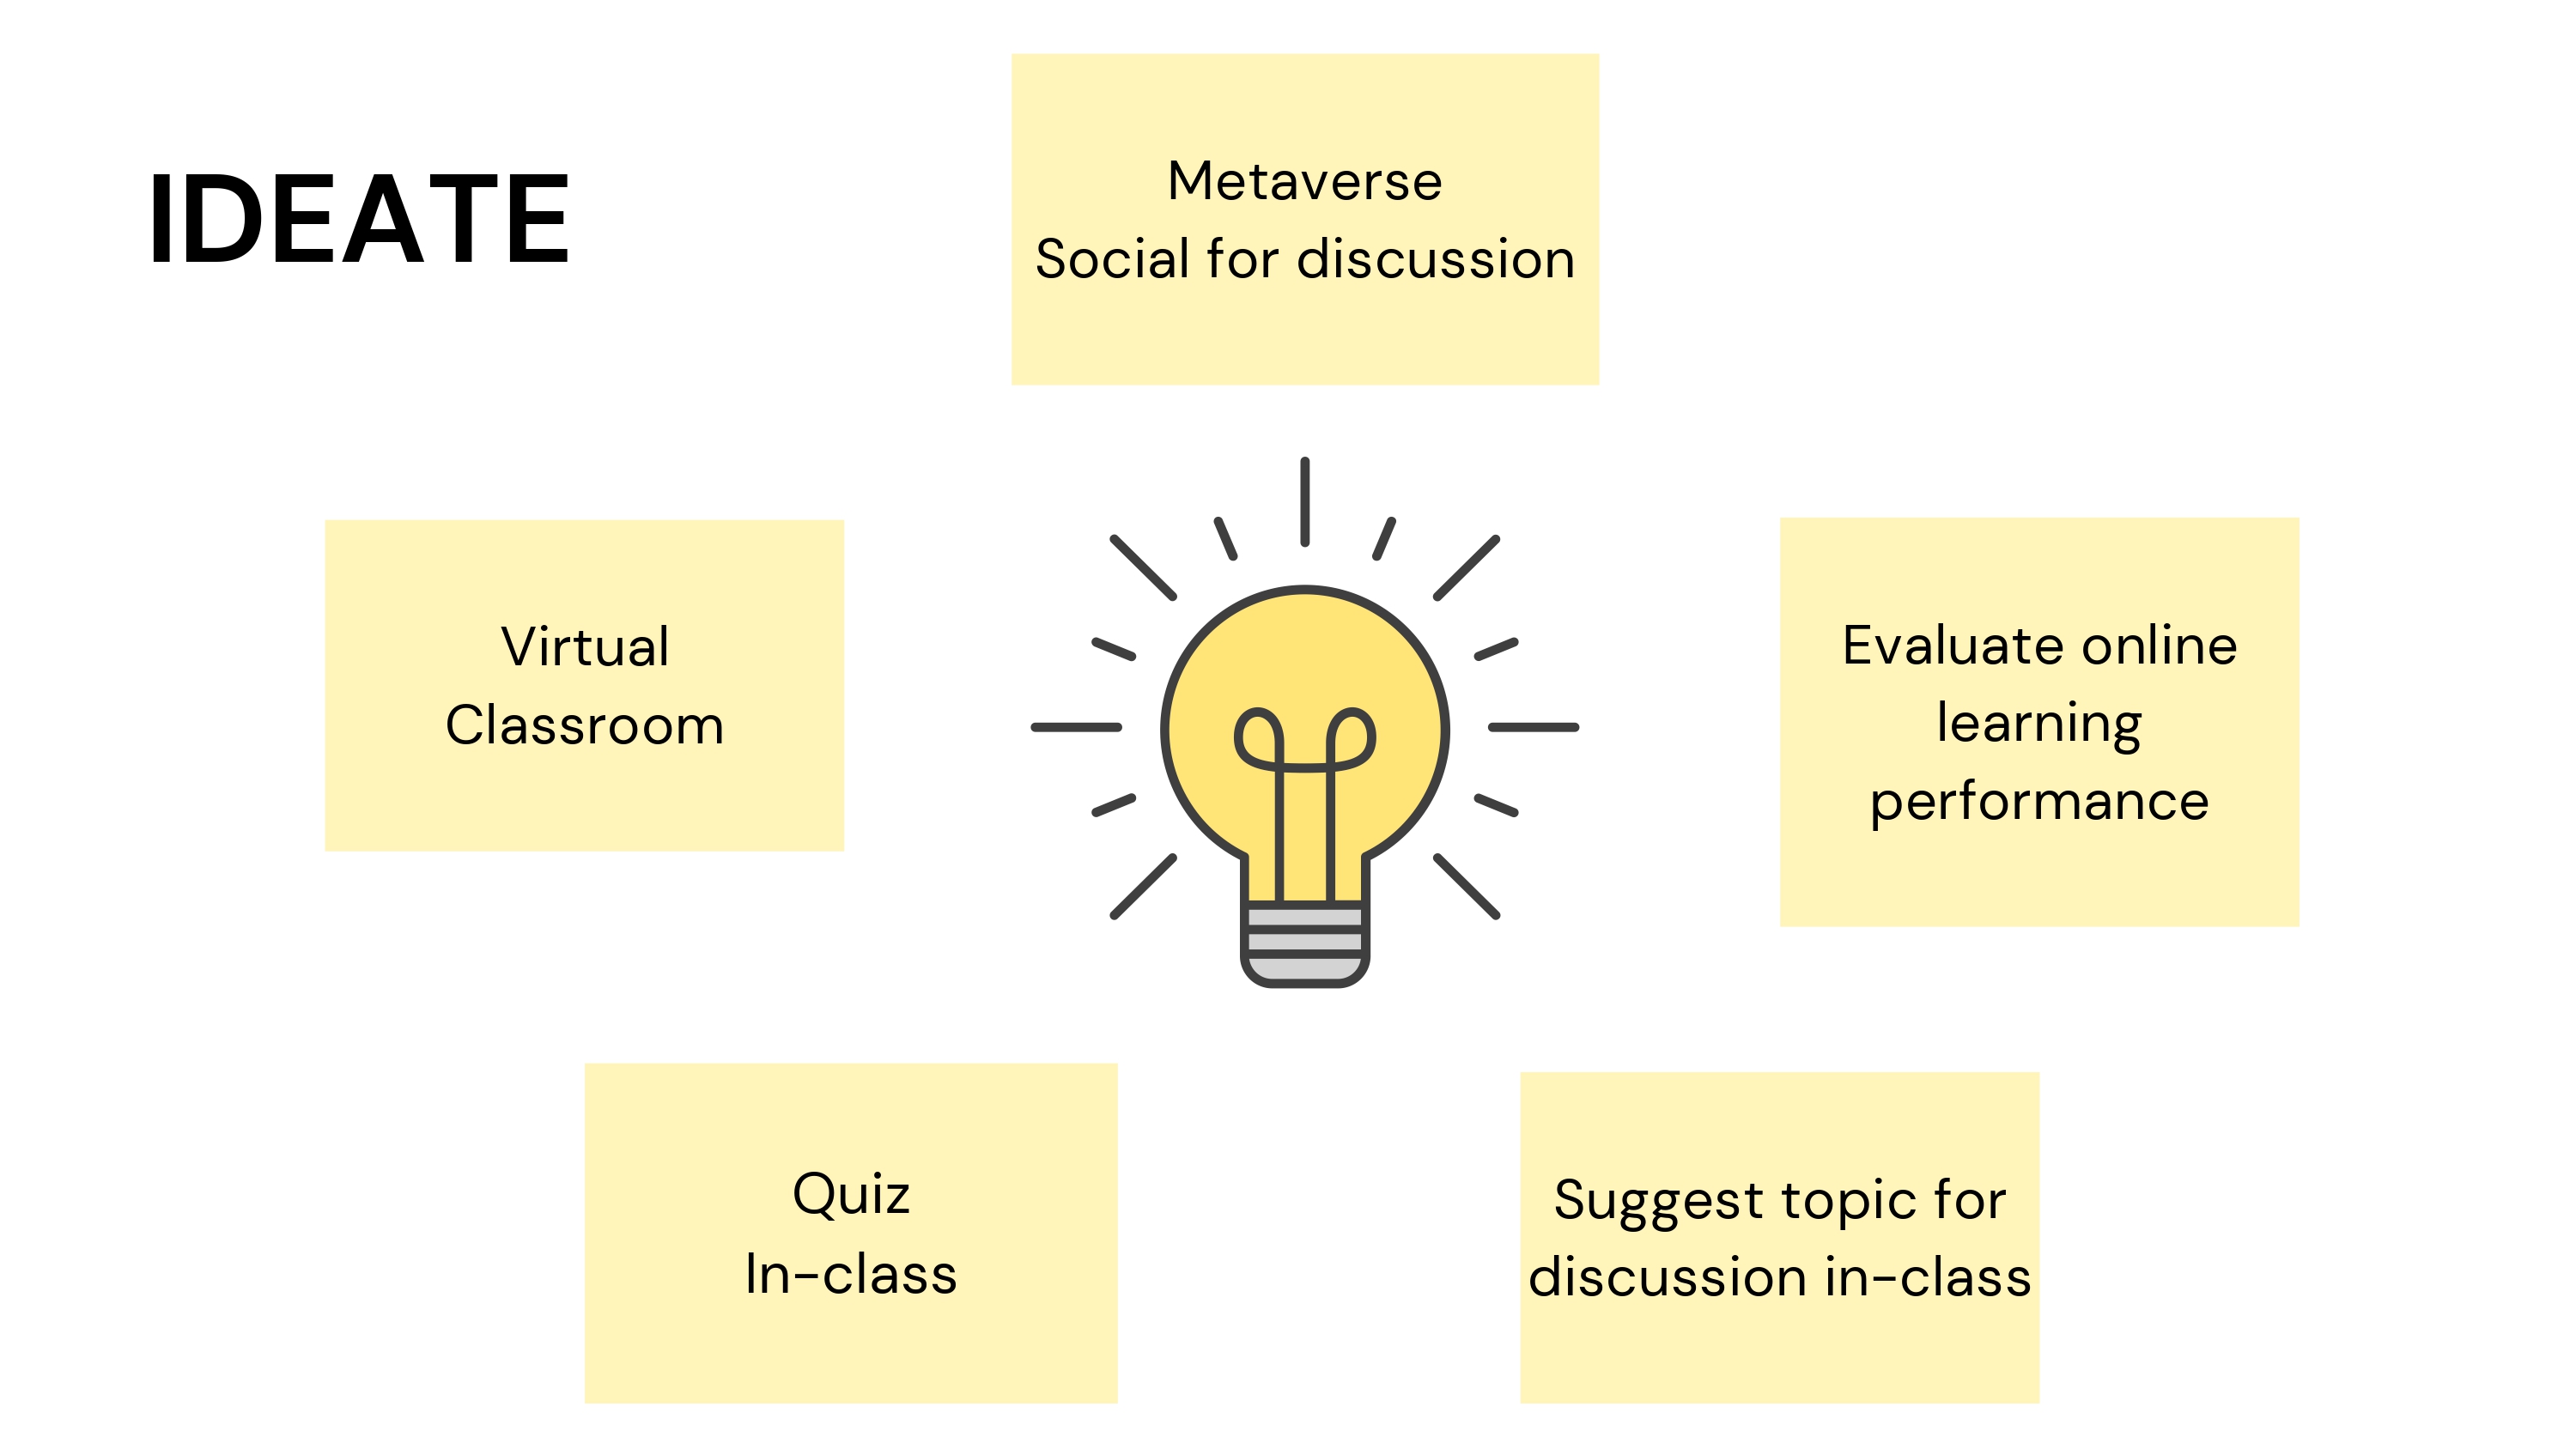 IDEATE
Metaverse
Social for discussion
Virtual
Classroom
Evaluate online
learning
performance
Quiz
In-class
Suggest topic for
discussion in-class